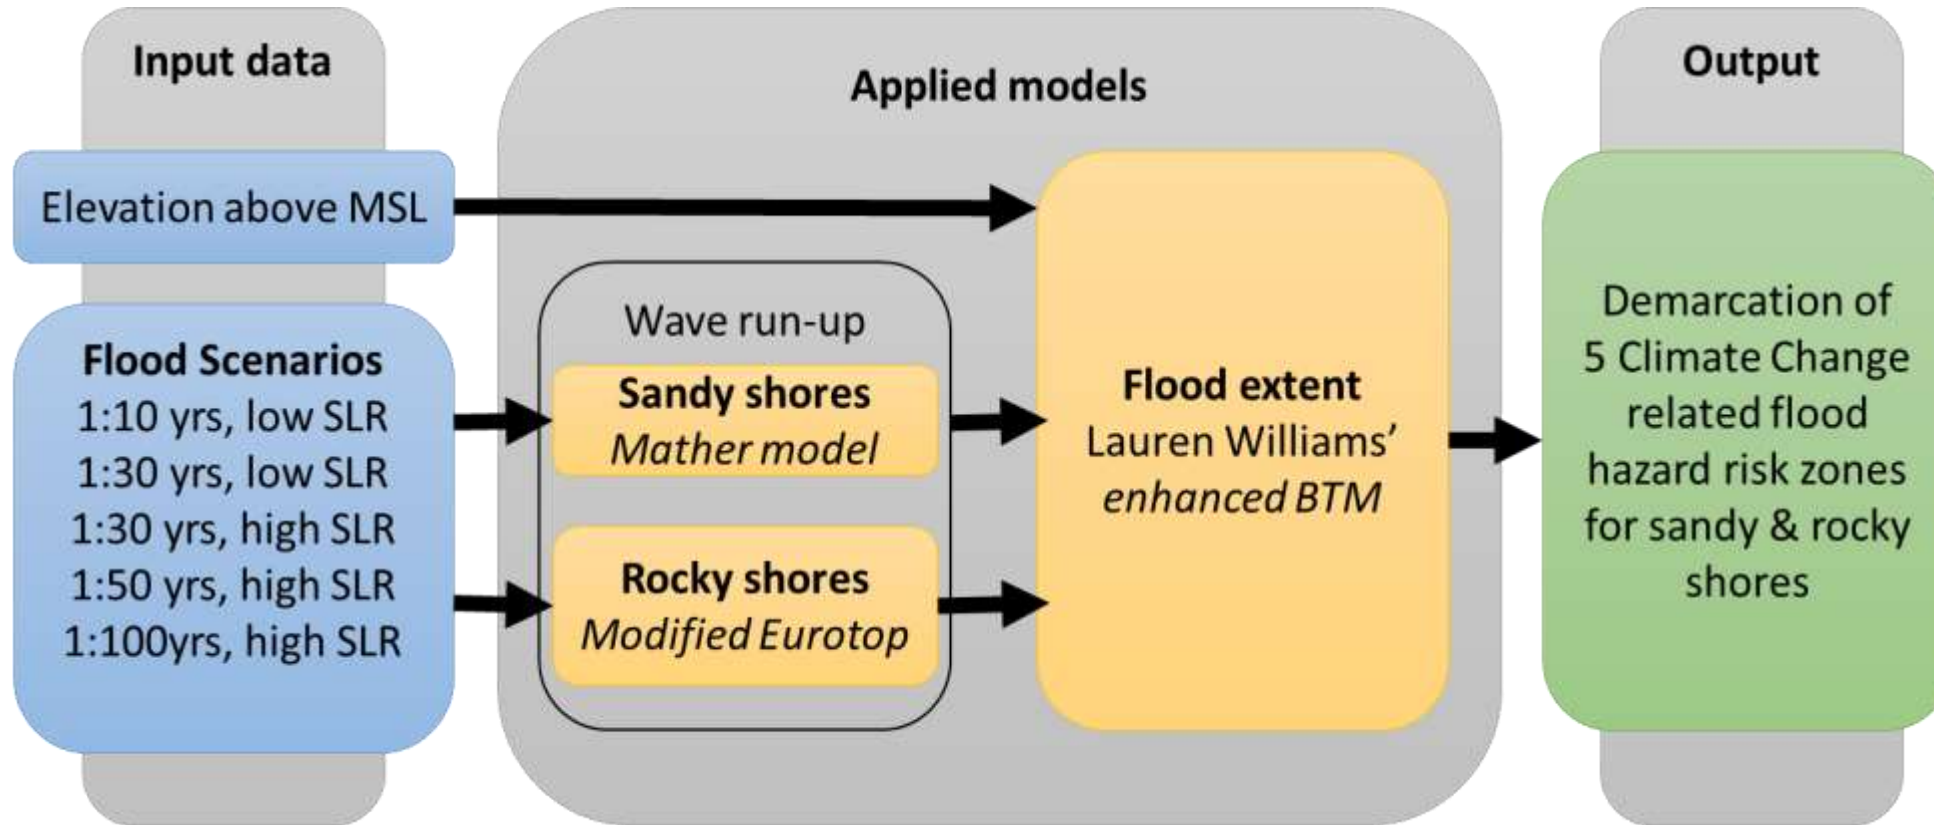 Input data
Elevation above MSL
Flood Scenarios
1:10 yrs, low SLR
1:30 yrs, low SLR
1:30 yrs, high SLR
1:50 yrs, high SLR
1:100yrs, high SLR
Applied models
Wave run-up
Sandy shores
Mather model
Rocky shores
Modified Eurotop
Flood extent
Lauren Williams’
enhanced BTM
Output
Demarcation of
5 Climate Change
related flood
hazard risk zones
for sandy & rocky
shores